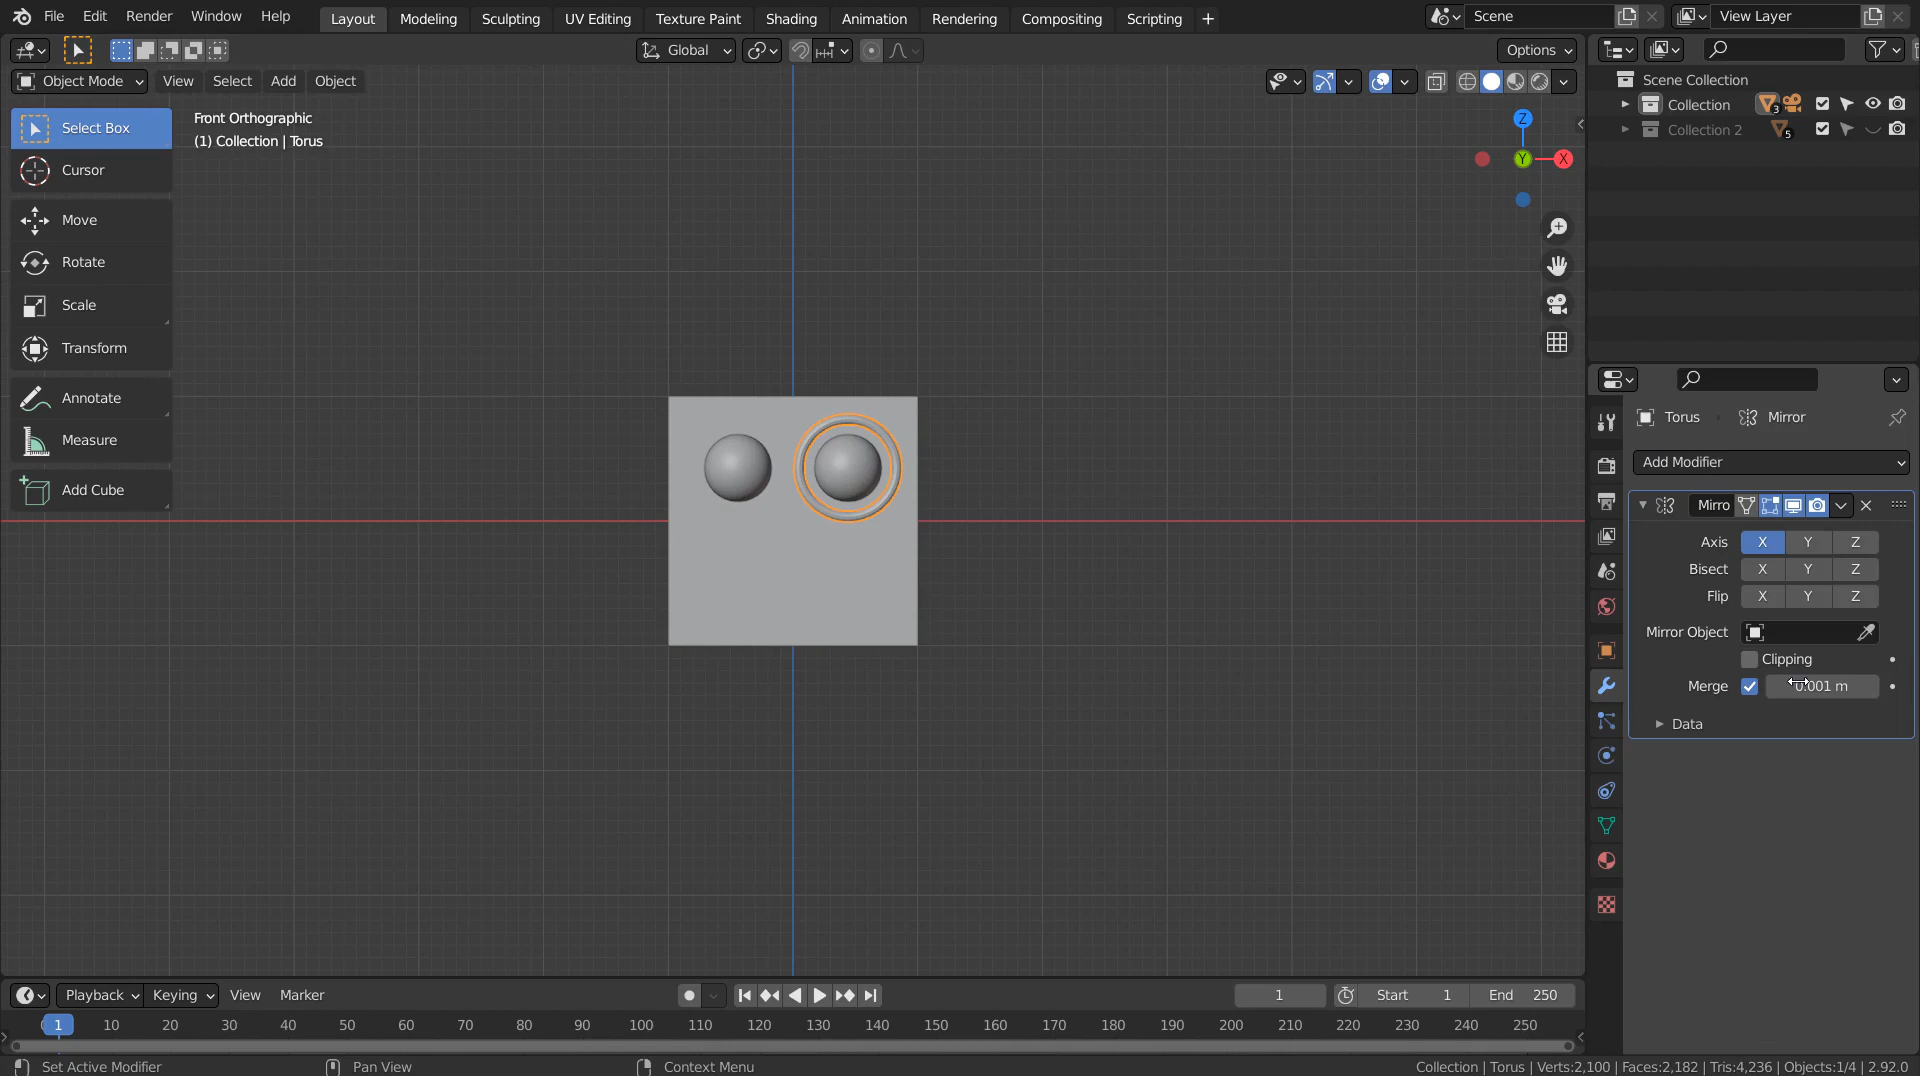 File Edit Render Window Help Layout Modeling Sculpting UV Editing Texture Paint Shading Animation Rendering Compositing Scripting + Scene View Layer
Global Options
Object Mode View Select Add Object
Scene Collection
Collection 3
Collection 2 5
Select Box
Cursor
Move
Rotate
Scale
Transform
Annotate
Measure
Add Cube
Front Orthographic
(1) Collection | Torus
Z
Y
X
Torus Mirror
Add Modifier
Mirro
Axis X Y Z
Bisect X Y Z
Flip X Y Z
Mirror Object
Clipping
Merge 0.001 m
Data
Playback Keying View Marker 1 Start 1 End 250
1 10 20 30 40 50 60 70 80 90 100 110 120 130 140 150 160 170 180 190 200 210 220 230 240 250
Set Active Modifier Pan View Context Menu Collection | Torus | Verts:2,100 | Faces:2,182 | Tris:4,236 | Objects:1/4 | 2.92.0